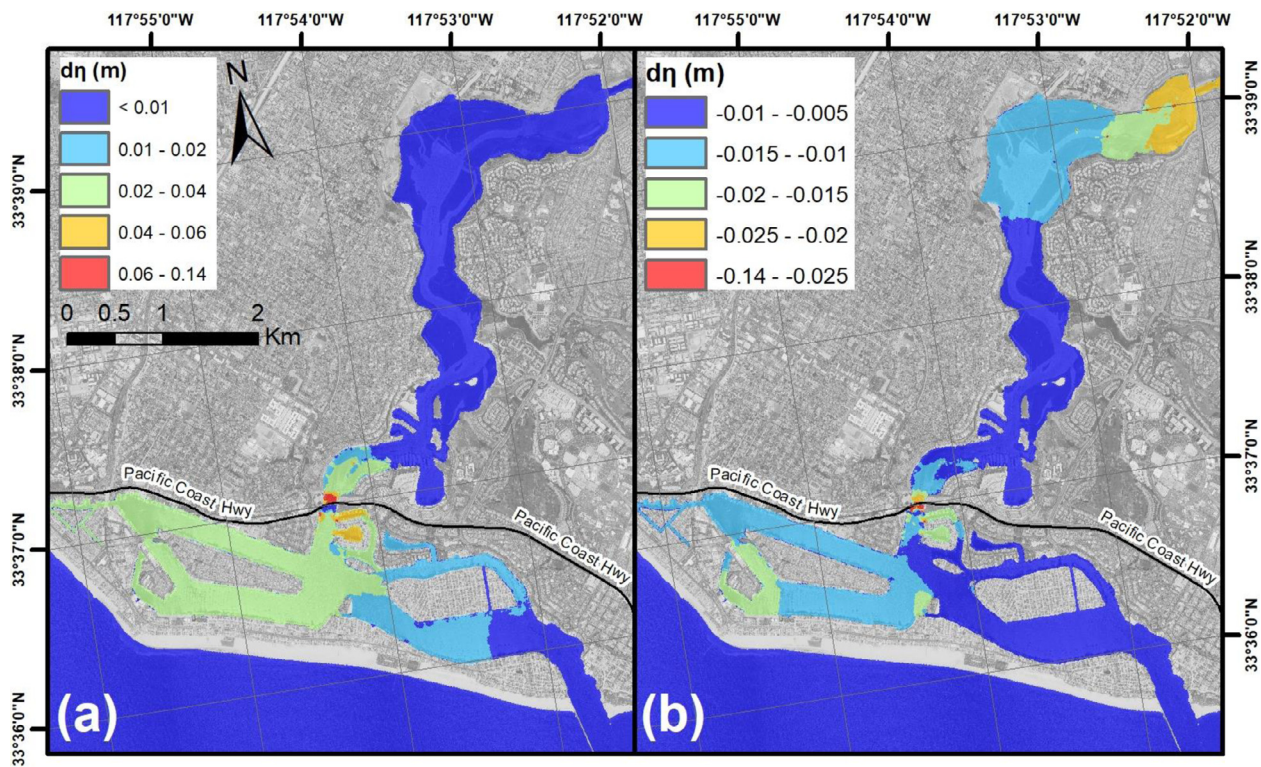 117°55'0"W 117°54'0"W 117°53'0"W 117°52'0"W 117°55'0"W 117°54'0"W 117°53'0"W 117°52'0"W
dη (m)
< 0.01
0.01 - 0.02
0.02 - 0.04
0.04 - 0.06
0.06 - 0.14
N
0 0.5 1 2
Km
Pacific Coast Hwy
Pacific Coast Hwy
(a)
33°39'0"N
33°38'0"N
33°37'0"N
33°36'0"N
dη (m)
-0.01 - -0.005
-0.015 - -0.01
-0.02 - -0.015
-0.025 - -0.02
-0.14 - -0.025
Pacific Coast Hwy
Pacific Coast Hwy
(b)
33°39'0"N
33°38'0"N
33°37'0"N
33°36'0"N